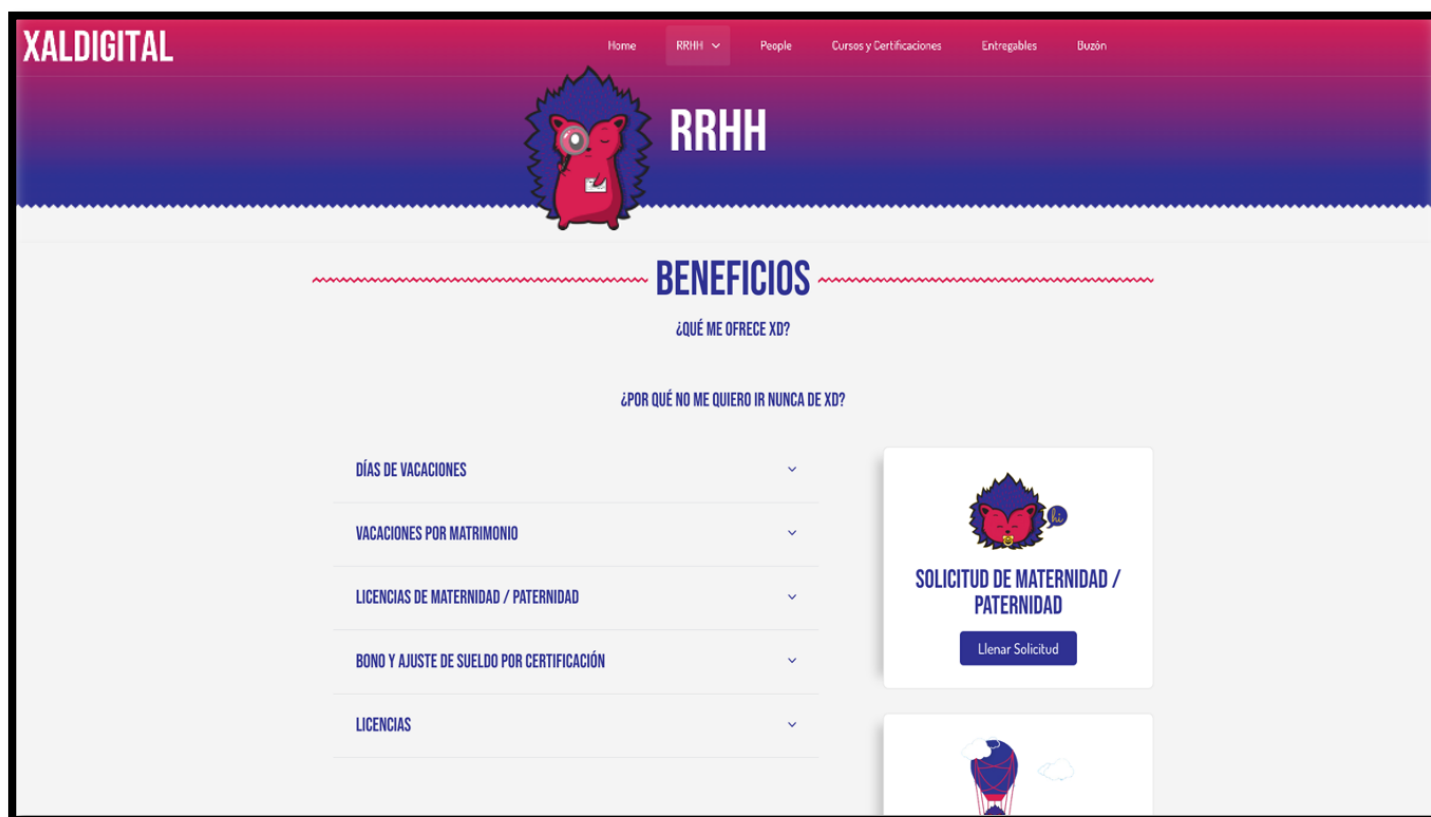 XALDIGITAL
Home
RRHH
People
Cursos y Certificaciones
Entregables
Buzón
RRHH
BENEFICIOS
¿QUÉ ME OFRECE XD?
¿POR QUÉ NO ME QUIERO IR NUNCA DE XD?
DÍAS DE VACACIONES
VACACIONES POR MATRIMONIO
LICENCIAS DE MATERNIDAD / PATERNIDAD
BONO Y AJUSTE DE SUELDO POR CERTIFICACIÓN
LICENCIAS
hi
SOLICITUD DE MATERNIDAD /
PATERNIDAD
Llenar Solicitud